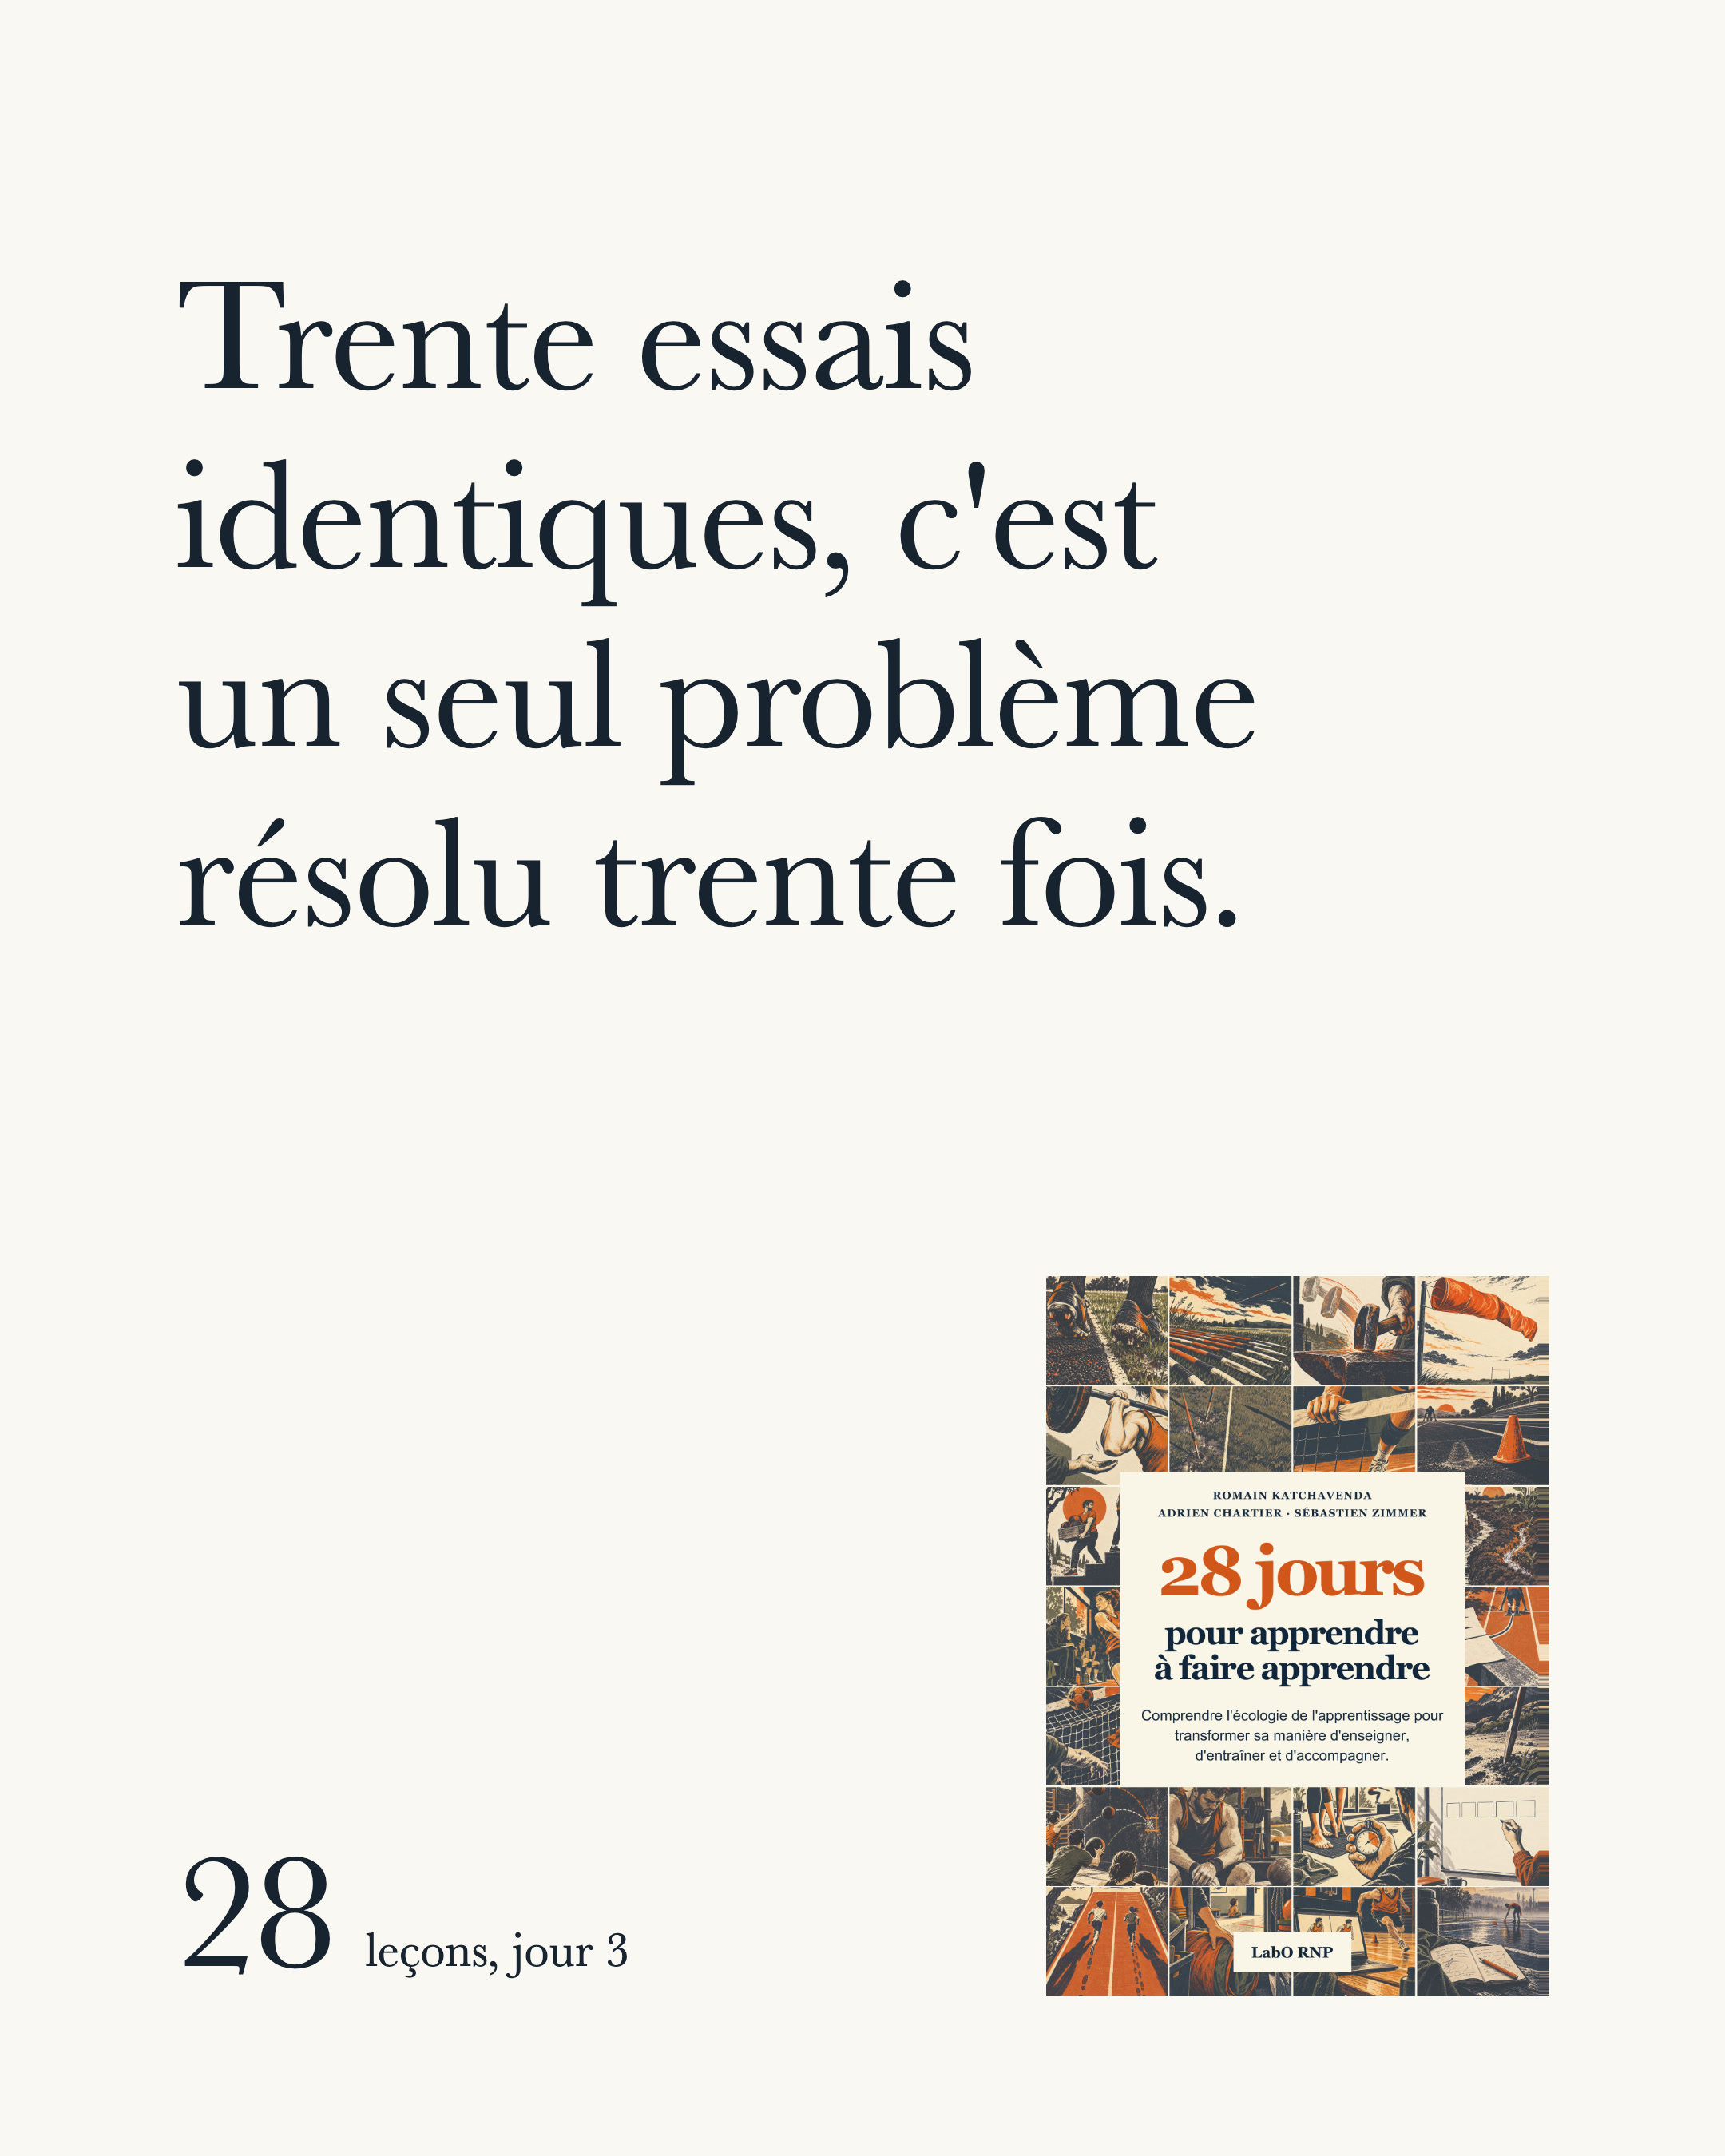 Trente essais
identiques, c'est
un seul problème
résolu trente fois.
ROMAIN KATCHAVENDA
ADRIEN CHARTIER · SÉBASTIEN ZIMMER
28 jours
pour apprendre
à faire apprendre
Comprendre l'écologie de l'apprentissage pour
transformer sa manière d'enseigner,
d'entraîner et d'accompagner.
LabO RNP
28 leçons, jour 3